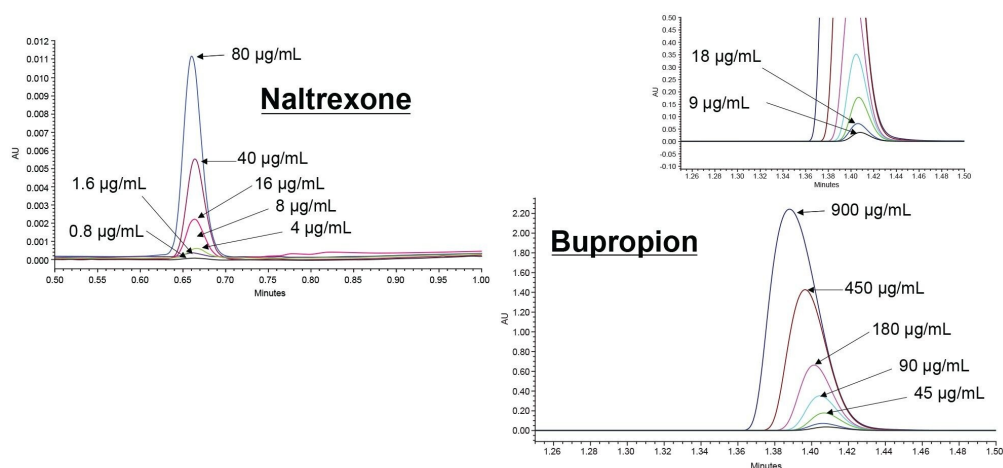 0.012
0.011
0.010
0.009
0.008
0.007
0.006
0.005
0.004
0.003
0.002
0.001
0.000
AU
80 µg/mL
Naltrexone
40 µg/mL
1.6 µg/mL
16 µg/mL
8 µg/mL
0.8 µg/mL
4 µg/mL
0.50 0.55 0.60 0.65 0.70 0.75 0.80 0.85 0.90 0.95 1.00
Minutes
0.50
0.45
0.40
0.35
0.30
0.25
0.20
0.15
0.10
0.05
0.00
-0.05
-0.10
AU
18 µg/mL
9 µg/mL
1.26 1.28 1.30 1.32 1.34 1.36 1.38 1.40 1.42 1.44 1.46 1.48 1.50
Minutes
2.20
2.00
1.80
1.60
1.40
1.20
1.00
0.80
0.60
0.40
0.20
0.00
AU
900 µg/mL
Bupropion
450 µg/mL
180 µg/mL
90 µg/mL
45 µg/mL
1.26 1.28 1.30 1.32 1.34 1.36 1.38 1.40 1.42 1.44 1.46 1.48 1.50
Minutes